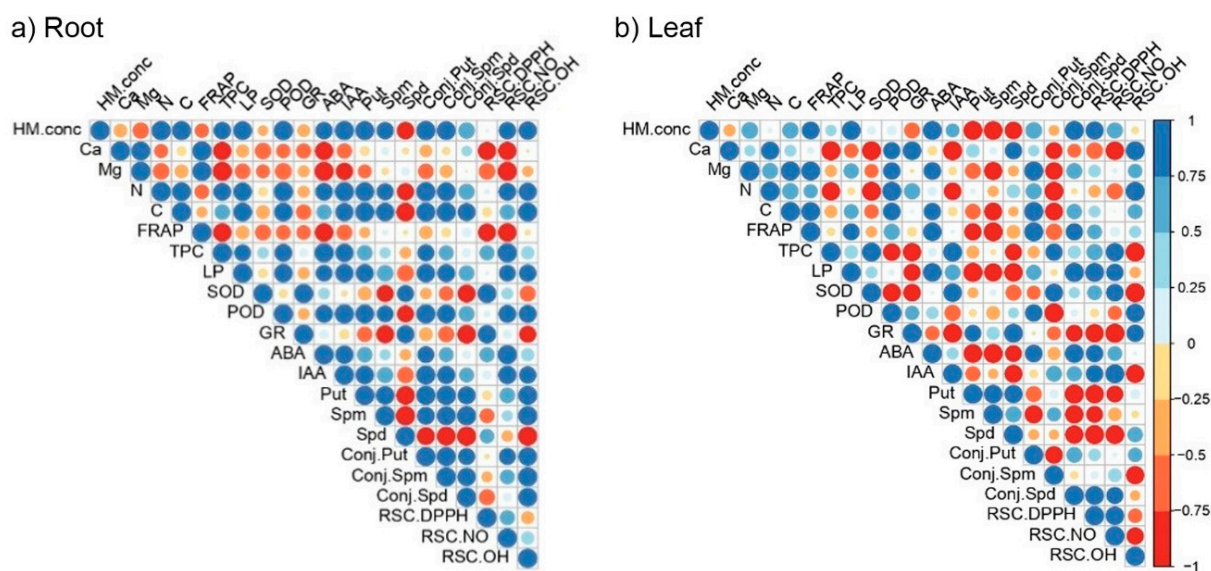 a) Root
b) Leaf
HM.conc Ca Mg N C FRAP TPC LP SOD POD GR ABA IAA Put Spm Spd Conj.Put Conj.Spm Conj.Spd RSC.DPPH RSC.NO RSC.OH
HM.conc Ca Mg N C FRAP TPC LP SOD POD GR ABA IAA Put Spm Spd Conj.Put Conj.Spm Conj.Spd RSC.DPPH RSC.NO RSC.OH
HM.conc
Ca
Mg
N
C
FRAP
TPC
LP
SOD
POD
GR
ABA
IAA
Put
Spm
Spd
Conj.Put
Conj.Spm
Conj.Spd
RSC.DPPH
RSC.NO
RSC.OH
HM.conc
Ca
Mg
N
C
FRAP
TPC
LP
SOD
POD
GR
ABA
IAA
Put
Spm
Spd
Conj.Put
Conj.Spm
Conj.Spd
RSC.DPPH
RSC.NO
RSC.OH
1
0.75
0.5
0.25
0
−0.25
−0.5
−0.75
−1